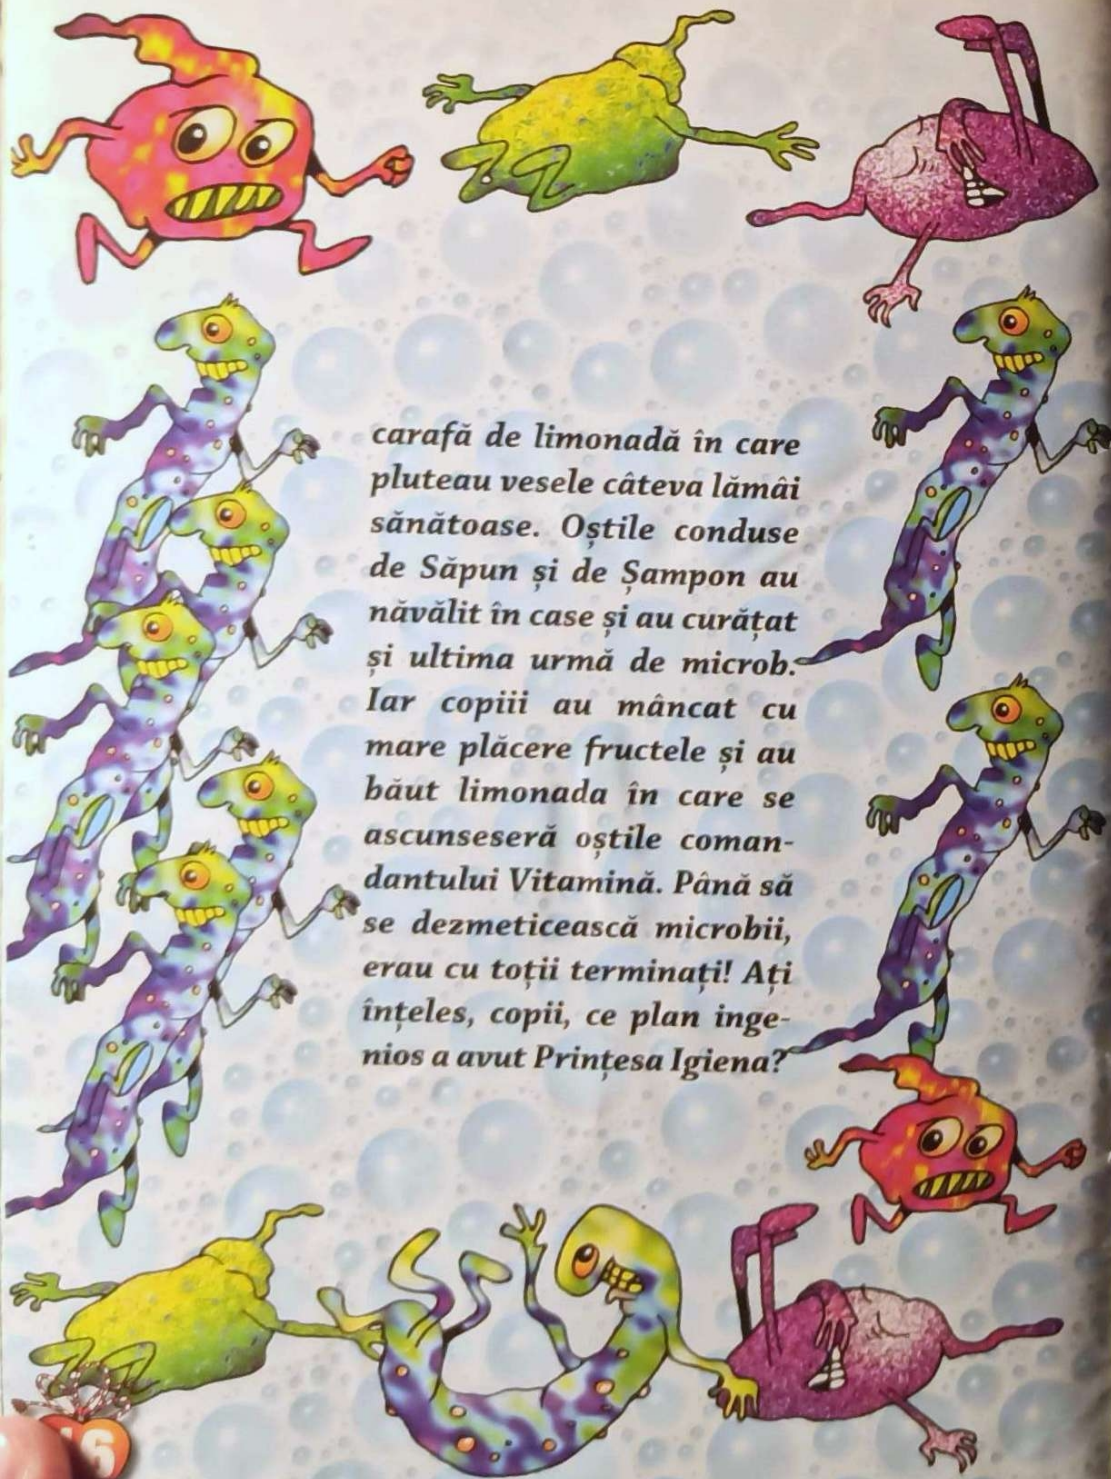 carafă de limonadă în care
pluteau vesele câteva lămâi
sănătoase. Oștile conduse
de Săpun și de Șampon au
năvălit în case și au curățat
și ultima urmă de microb.
Iar copiii au mâncat cu
mare plăcere fructele și au
băut limonada în care se
ascunseseră oștile coman-
dantului Vitamină. Până să
se dezmeticească microbii,
erau cu toții terminați! Ați
înțeles, copii, ce plan inge-
nios a avut Prințesa Igiena?